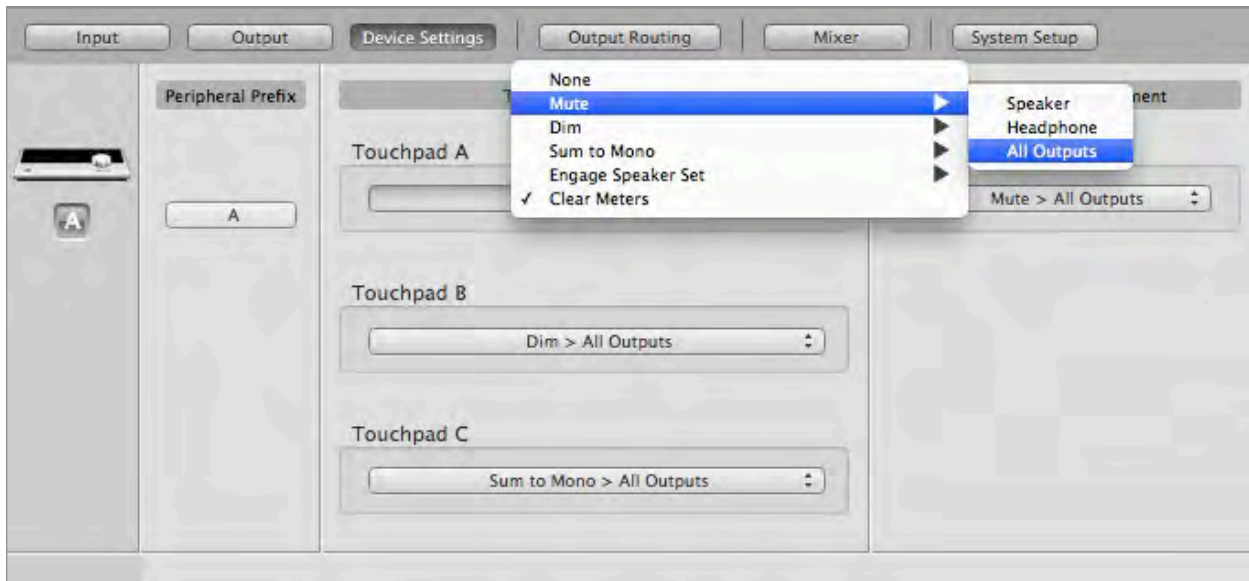 Input
Output
Device Settings
Output Routing
Mixer
System Setup
Peripheral Prefix
None
Mute
Dim
Sum to Mono
Engage Speaker Set
✓ Clear Meters
Speaker
Headphone
All Outputs
Touchpad A
A
A
Mute > All Outputs
Touchpad B
Dim > All Outputs
Touchpad C
Sum to Mono > All Outputs